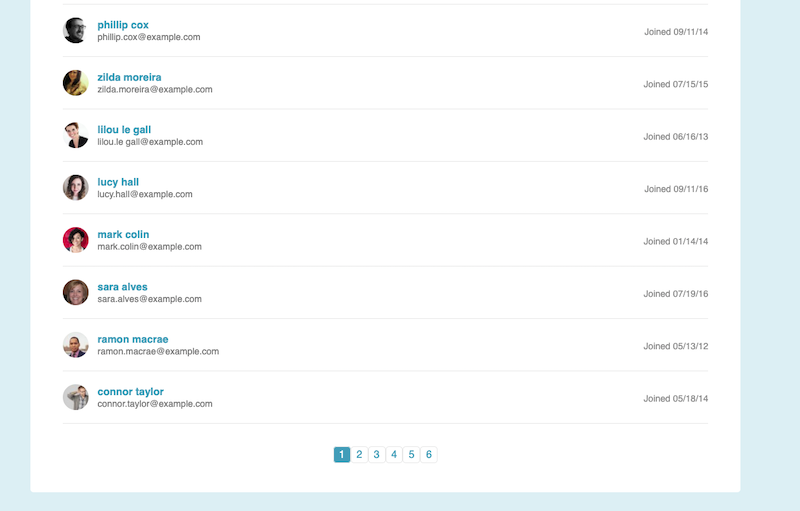 phillip cox
phillip.cox@example.com
Joined 09/11/14
zilda moreira
zilda.moreira@example.com
Joined 07/15/15
lilou le gall
lilou.le gall@example.com
Joined 06/16/13
lucy hall
lucy.hall@example.com
Joined 09/11/16
mark colin
mark.colin@example.com
Joined 01/14/14
sara alves
sara.alves@example.com
Joined 07/19/16
ramon macrae
ramon.macrae@example.com
Joined 05/13/12
connor taylor
connor.taylor@example.com
Joined 05/18/14
1 2 3 4 5 6